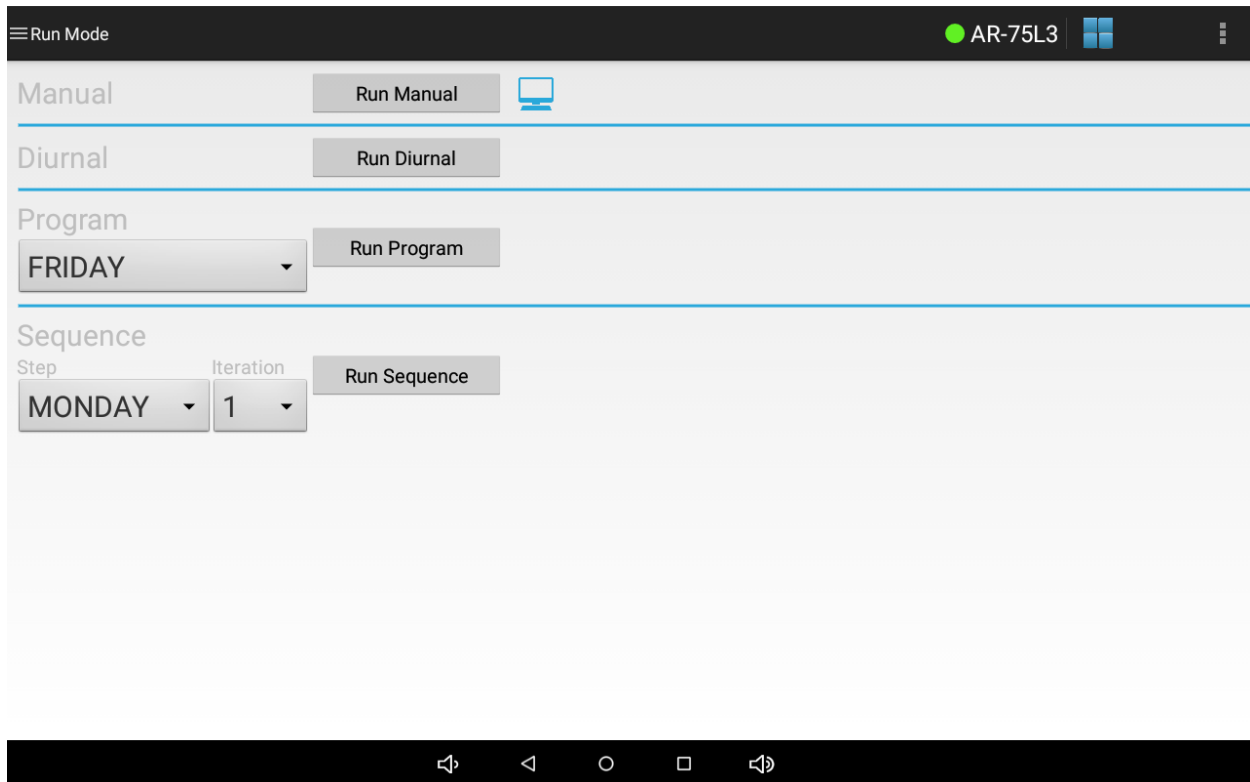 Run Mode
AR-75L3
Manual
Run Manual
Diurnal
Run Diurnal
Program
FRIDAY
Run Program
Sequence
Step
Iteration
MONDAY
1
Run Sequence